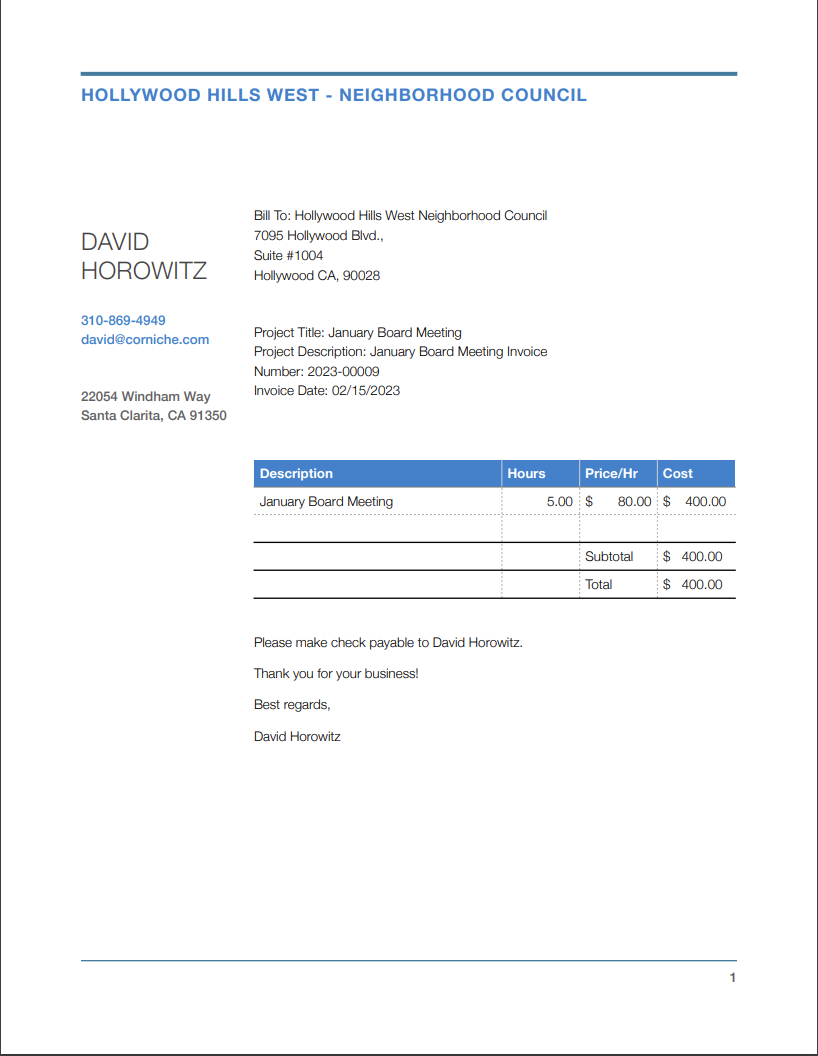 HOLLYWOOD HILLS WEST - NEIGHBORHOOD COUNCIL
DAVID
HOROWITZ
310-869-4949
david@corniche.com
22054 Windham Way
Santa Clarita, CA 91350
Bill To: Hollywood Hills West Neighborhood Council
7095 Hollywood Blvd.,
Suite #1004
Hollywood CA, 90028
Project Title: January Board Meeting
Project Description: January Board Meeting Invoice
Number: 2023-00009
Invoice Date: 02/15/2023
Description Hours Price/Hr Cost
January Board Meeting 5.00 $ 80.00 $ 400.00
Subtotal $ 400.00
Total $ 400.00
Please make check payable to David Horowitz.
Thank you for your business!
Best regards,
David Horowitz
1